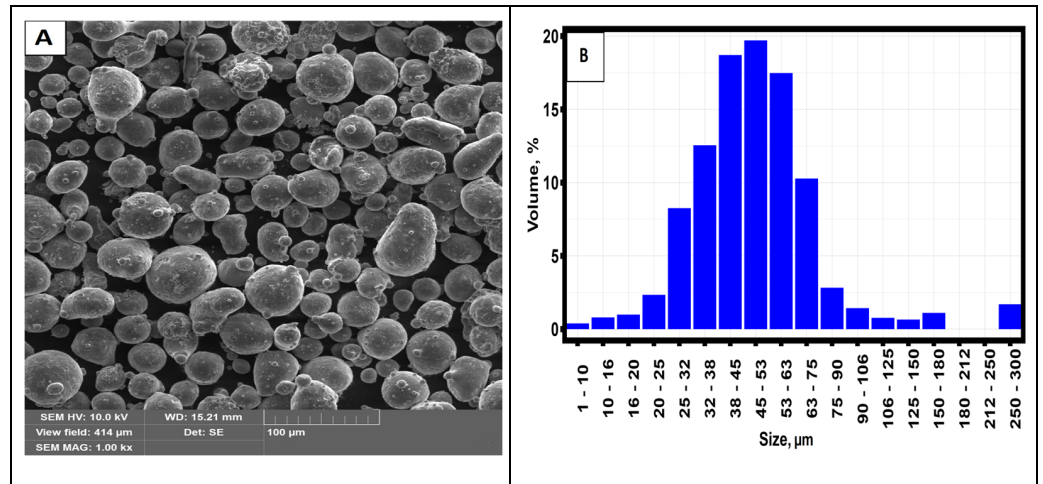 A
SEM HV: 10.0 kV WD: 15.21 mm
View field: 414 µm Det: SE 100 µm
SEM MAG: 1.00 kx
B
Volume, %
20
15
10
5
0
1 - 10
10 - 16
16 - 20
20 - 25
25 - 32
32 - 38
38 - 45
45 - 53
53 - 63
63 - 75
75 - 90
90 - 106
106 - 125
125 - 150
150 - 180
180 - 212
212 - 250
250 - 300
Size, µm